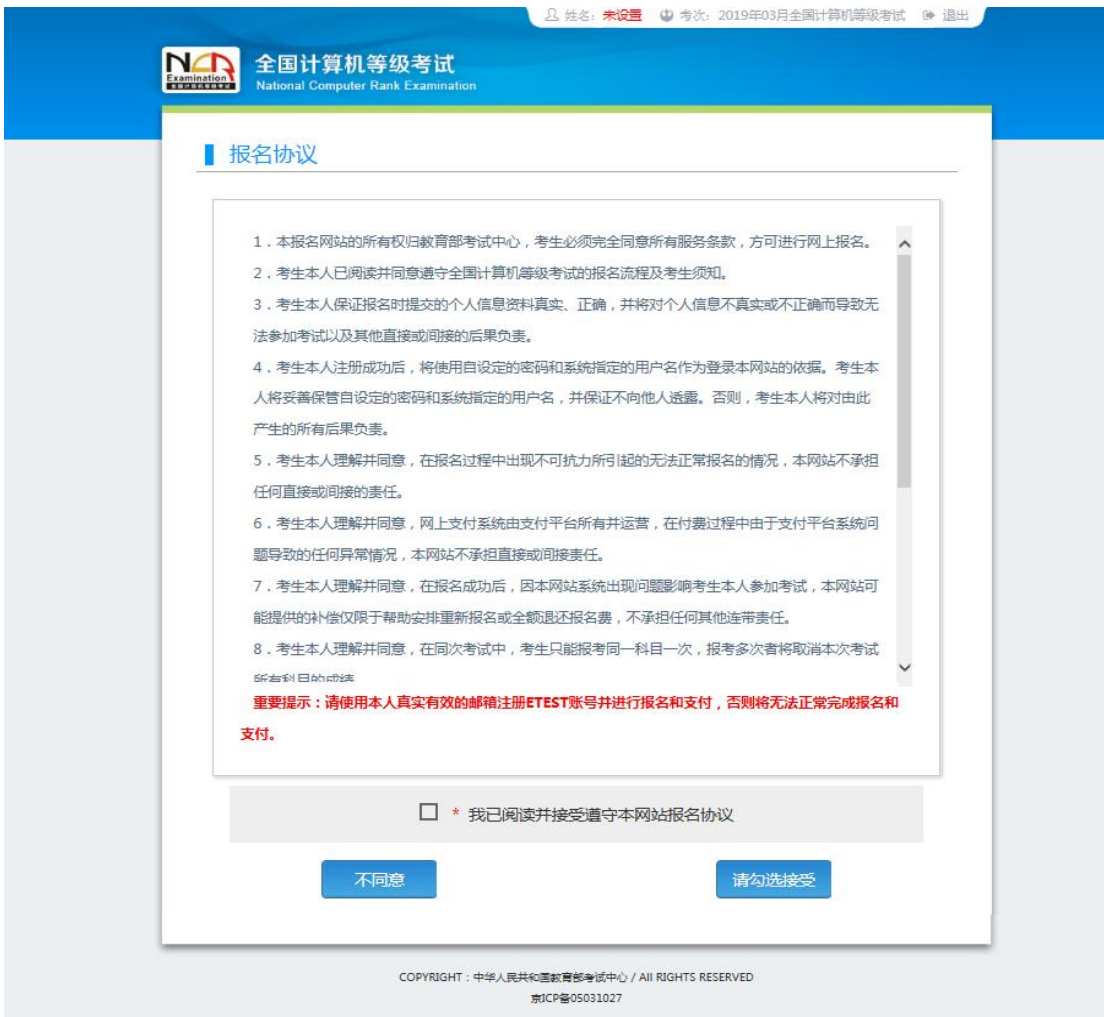 姓名：未设置 考次：2019年03月全国计算机等级考试 退出
NCR
Examination
全国计算机等级考试
National Computer Rank Examination
报名协议
1．本报名网站的所有权归教育部考试中心，考生必须完全同意所有服务条款，方可进行网上报名。
2．考生本人已阅读并同意遵守全国计算机等级考试的报名流程及考生须知。
3．考生本人保证报名时提交的个人信息资料真实、正确，并将对个人信息不真实或不正确而导致无
法参加考试以及其他直接或间接的后果负责。
4．考生本人注册成功后，将使用自设定的密码和系统指定的用户名作为登录本网站的依据。考生本
人将妥善保管自设定的密码和系统指定的用户名，并保证不向他人透露。否则，考生本人将对由此
产生的所有后果负责。
5．考生本人理解并同意，在报名过程中出现不可抗力所引起的无法正常报名的情况，本网站不承担
任何直接或间接的责任。
6．考生本人理解并同意，网上支付系统由支付平台所有并运营，在付费过程中由于支付平台系统问
题导致的任何异常情况，本网站不承担直接或间接责任。
7．考生本人理解并同意，在报名成功后，因本网站系统出现问题影响考生本人参加考试，本网站可
能提供的补偿仅限于帮助安排重新报名或全额退还报名费，不承担任何其他连带责任。
8．考生本人理解并同意，在同次考试中，考生只能报考同一科目一次，报考多次者将取消本次考试
所有科目的成绩
重要提示：请使用本人真实有效的邮箱注册ETEST账号并进行报名和支付，否则将无法正常完成报名和
支付。
* 我已阅读并接受遵守本网站报名协议
不同意
请勾选接受
COPYRIGHT：中华人民共和国教育部考试中心 / All RIGHTS RESERVED
京ICP备05031027